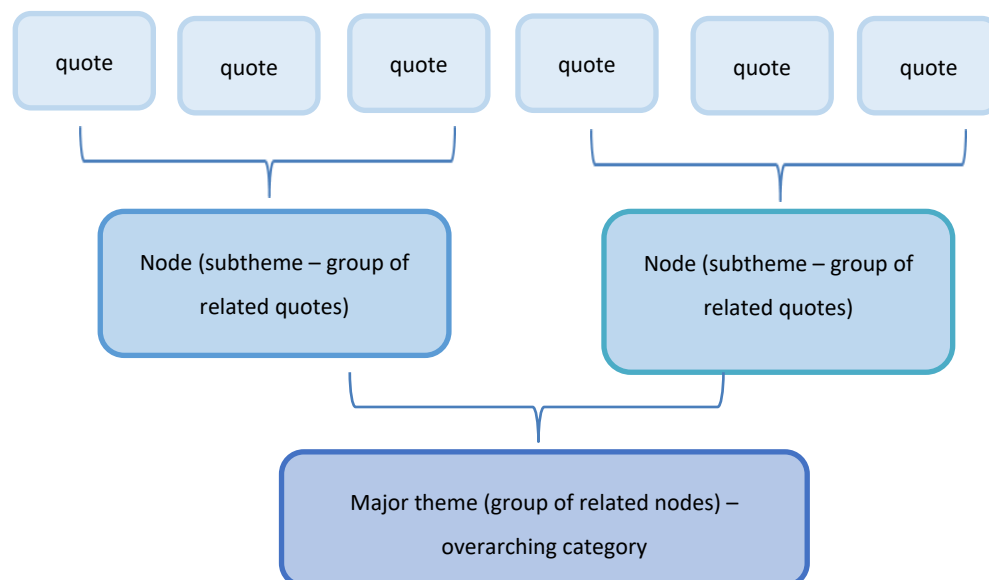 quote
quote
quote
quote
quote
quote
Node (subtheme – group of
related quotes)
Node (subtheme – group of
related quotes)
Major theme (group of related nodes) –
overarching category